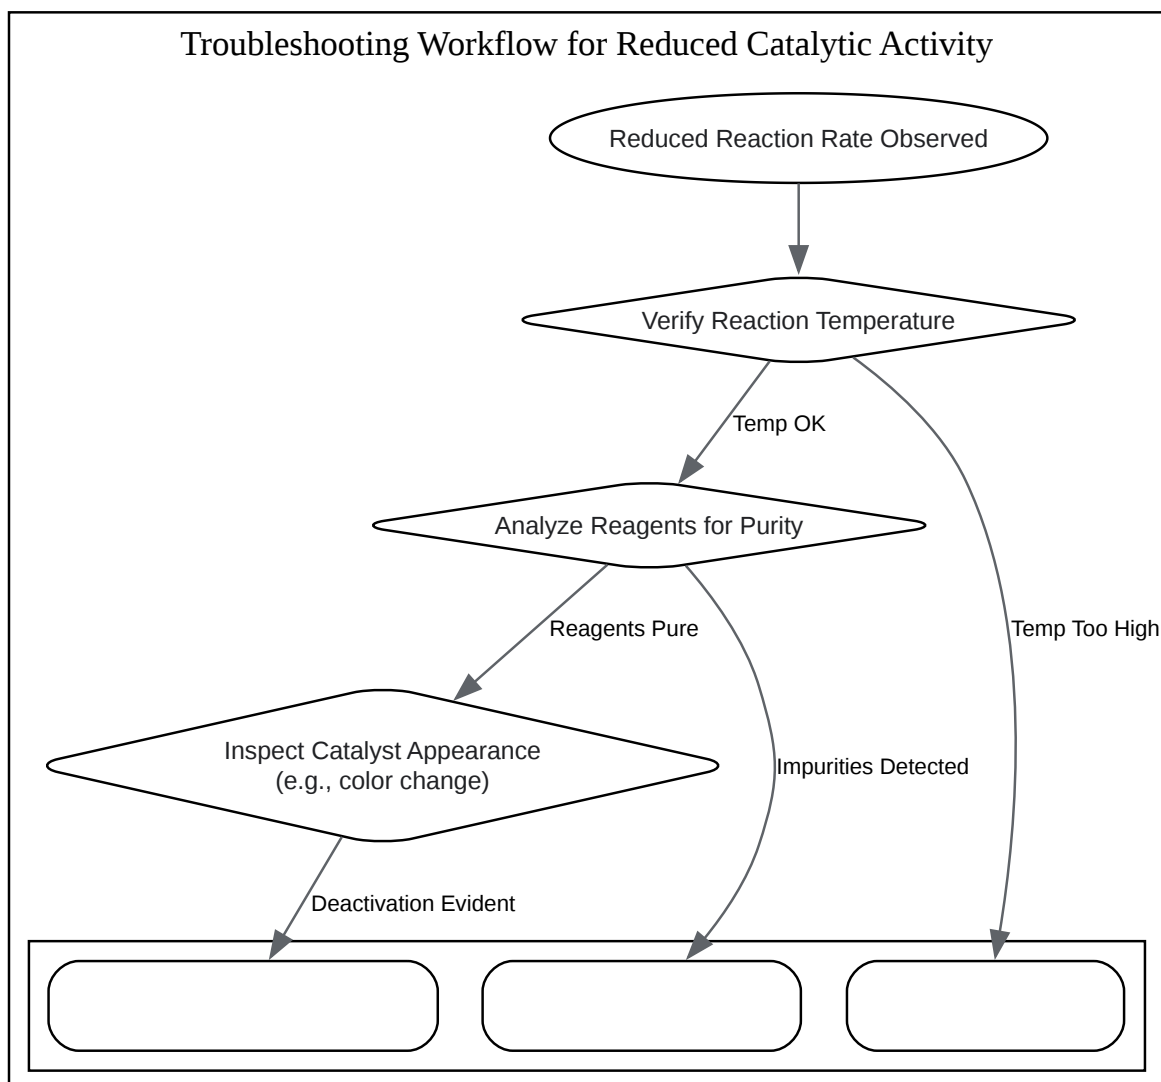 Troubleshooting Workflow for Reduced Catalytic Activity
Reduced Reaction Rate Observed
Verify Reaction Temperature
Temp OK
Analyze Reagents for Purity
Reagents Pure
Temp Too High
Inspect Catalyst Appearance
(e.g., color change)
Impurities Detected
Deactivation Evident